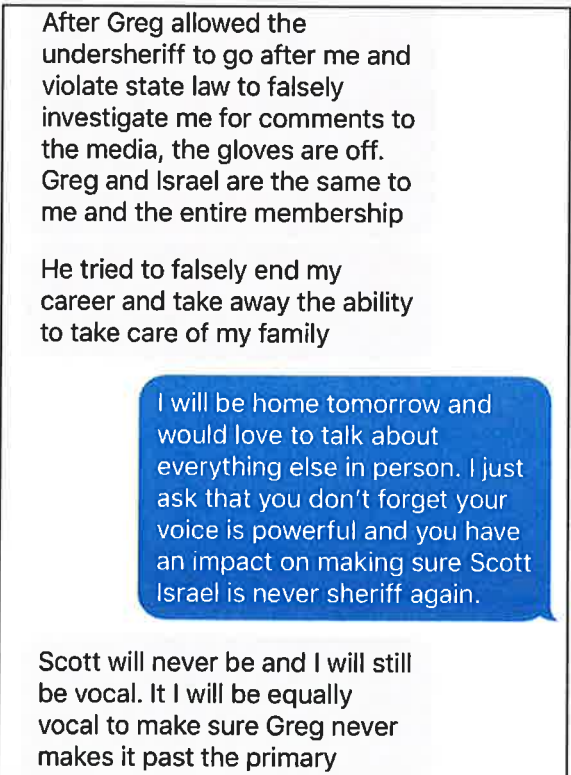 After Greg allowed the
undersheriff to go after me and
violate state law to falsely
investigate me for comments to
the media, the gloves are off.
Greg and Israel are the same to
me and the entire membership
He tried to falsely end my
career and take away the ability
to take care of my family
I will be home tomorrow and
would love to talk about
everything else in person. I just
ask that you don't forget your
voice is powerful and you have
an impact on making sure Scott
Israel is never sheriff again.
Scott will never be and I will still
be vocal. It I will be equally
vocal to make sure Greg never
makes it past the primary